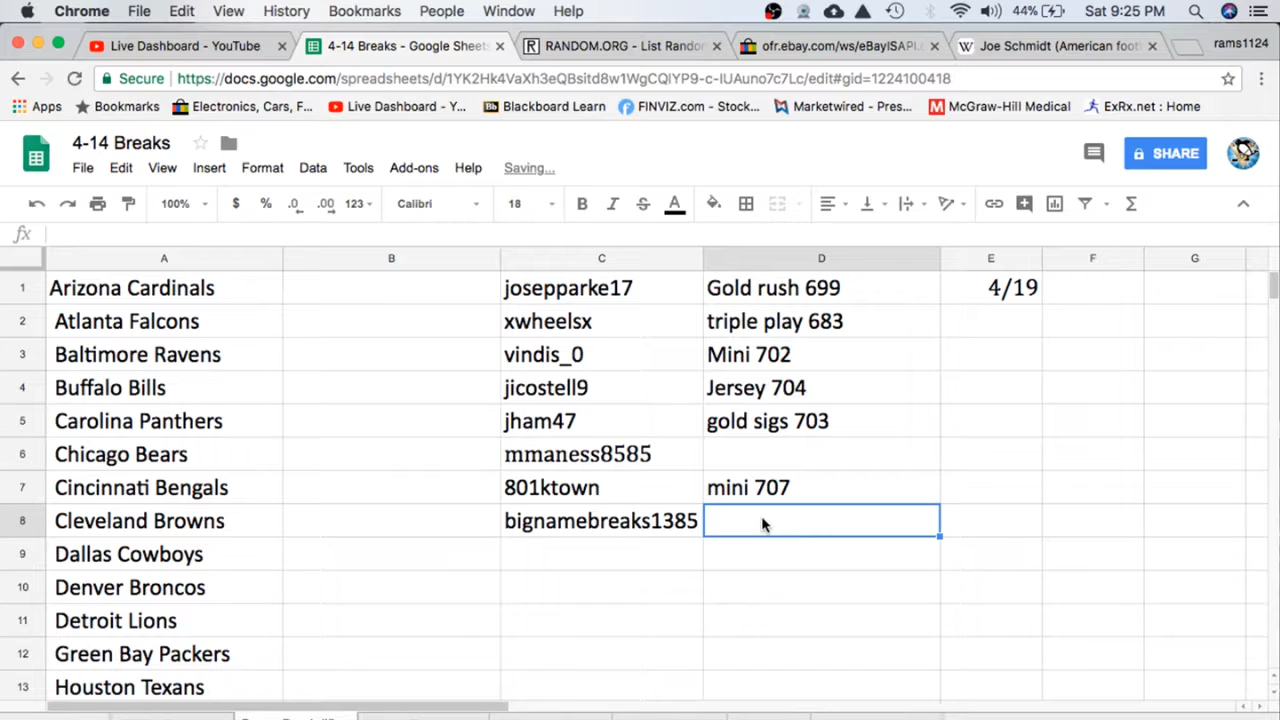 Chrome File Edit View History Bookmarks People Window Help 44% Sat 9:25 PM
Live Dashboard - YouTube × 4-14 Breaks - Google Sheets × RANDOM.ORG - List Rando × ofr.ebay.com/ws/eBayISAPI. × W Joe Schmidt (American foot × rams1124
Secure https://docs.google.com/spreadsheets/d/1YK2Hk4VaXh3eQBsitd8w1WgCQIYP9-c-IUAuno7c7Lc/edit#gid=1224100418
Apps Bookmarks Electronics, Cars, F... Live Dashboard - Y... Bb Blackboard Learn FINVIZ.com - Stock... Marketwired - Pres... M McGraw-Hill Medical ExRx.net : Home
4-14 Breaks
File Edit View Insert Format Data Tools Add-ons Help Saving... SHARE
100% $ % .0 .00 123 Calibri 18 B I S A Σ
fx
A B C D E F G
1 Arizona Cardinals josepparke17 Gold rush 699 4/19
2 Atlanta Falcons xwheelsx triple play 683
3 Baltimore Ravens vindis_0 Mini 702
4 Buffalo Bills jicostell9 Jersey 704
5 Carolina Panthers jham47 gold sigs 703
6 Chicago Bears mmaness8585
7 Cincinnati Bengals 801ktown mini 707
8 Cleveland Browns bignamebreaks1385
9 Dallas Cowboys
10 Denver Broncos
11 Detroit Lions
12 Green Bay Packers
13 Houston Texans